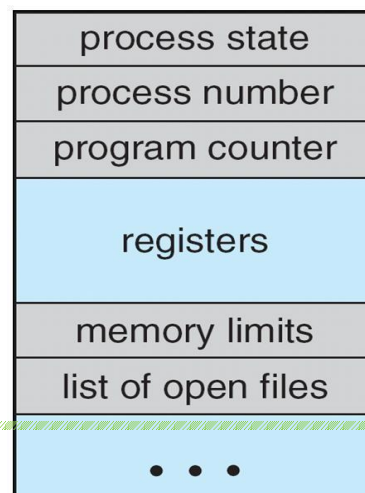 process state
process number
program counter
registers
memory limits
list of open files
• • •